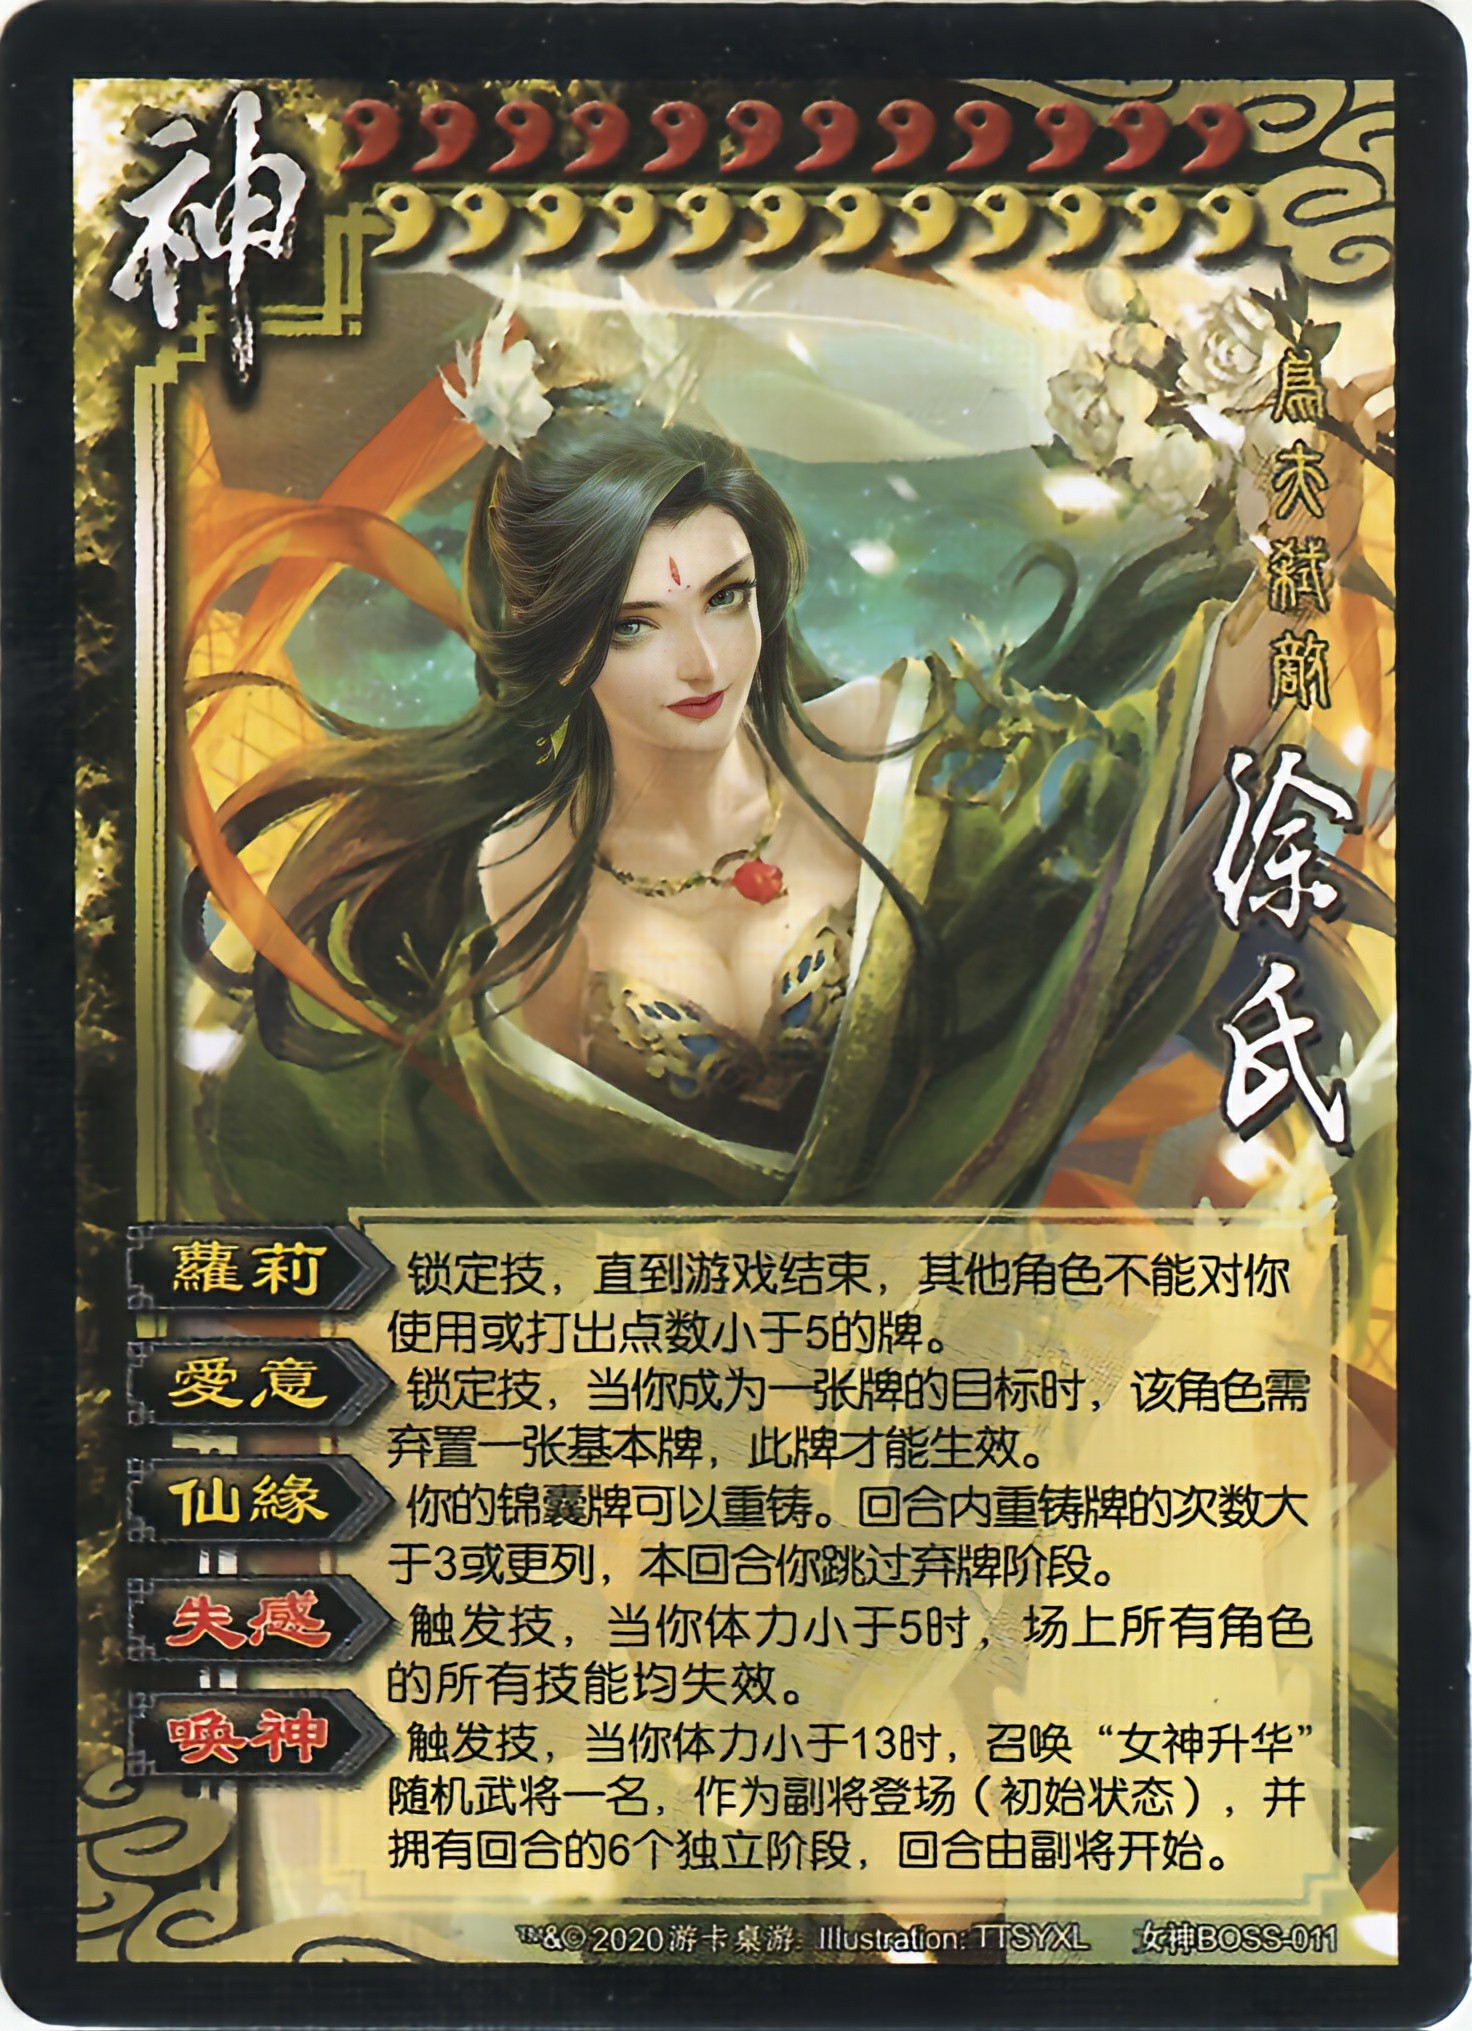 神
為夫弑敵
徐氏
蘿莉
锁定技，直到游戏结束，其他角色不能对你
使用或打出点数小于5的牌。
愛意
锁定技，当你成为一张牌的目标时，该角色需
弃置一张基本牌，此牌才能生效。
仙緣
你的锦囊牌可以重铸。回合内重铸牌的次数大
于3或更列，本回合你跳过弃牌阶段。
失感
触发技，当你体力小于5时，场上所有角色
的所有技能均失效。
唤神
触发技，当你体力小于13时，召唤“女神升华”
随机武将一名，作为副将登场（初始状态），并
拥有回合的6个独立阶段，回合由副将开始。
™&©2020游卡桌游. Illustration: TTSYXL 女神BOSS-011